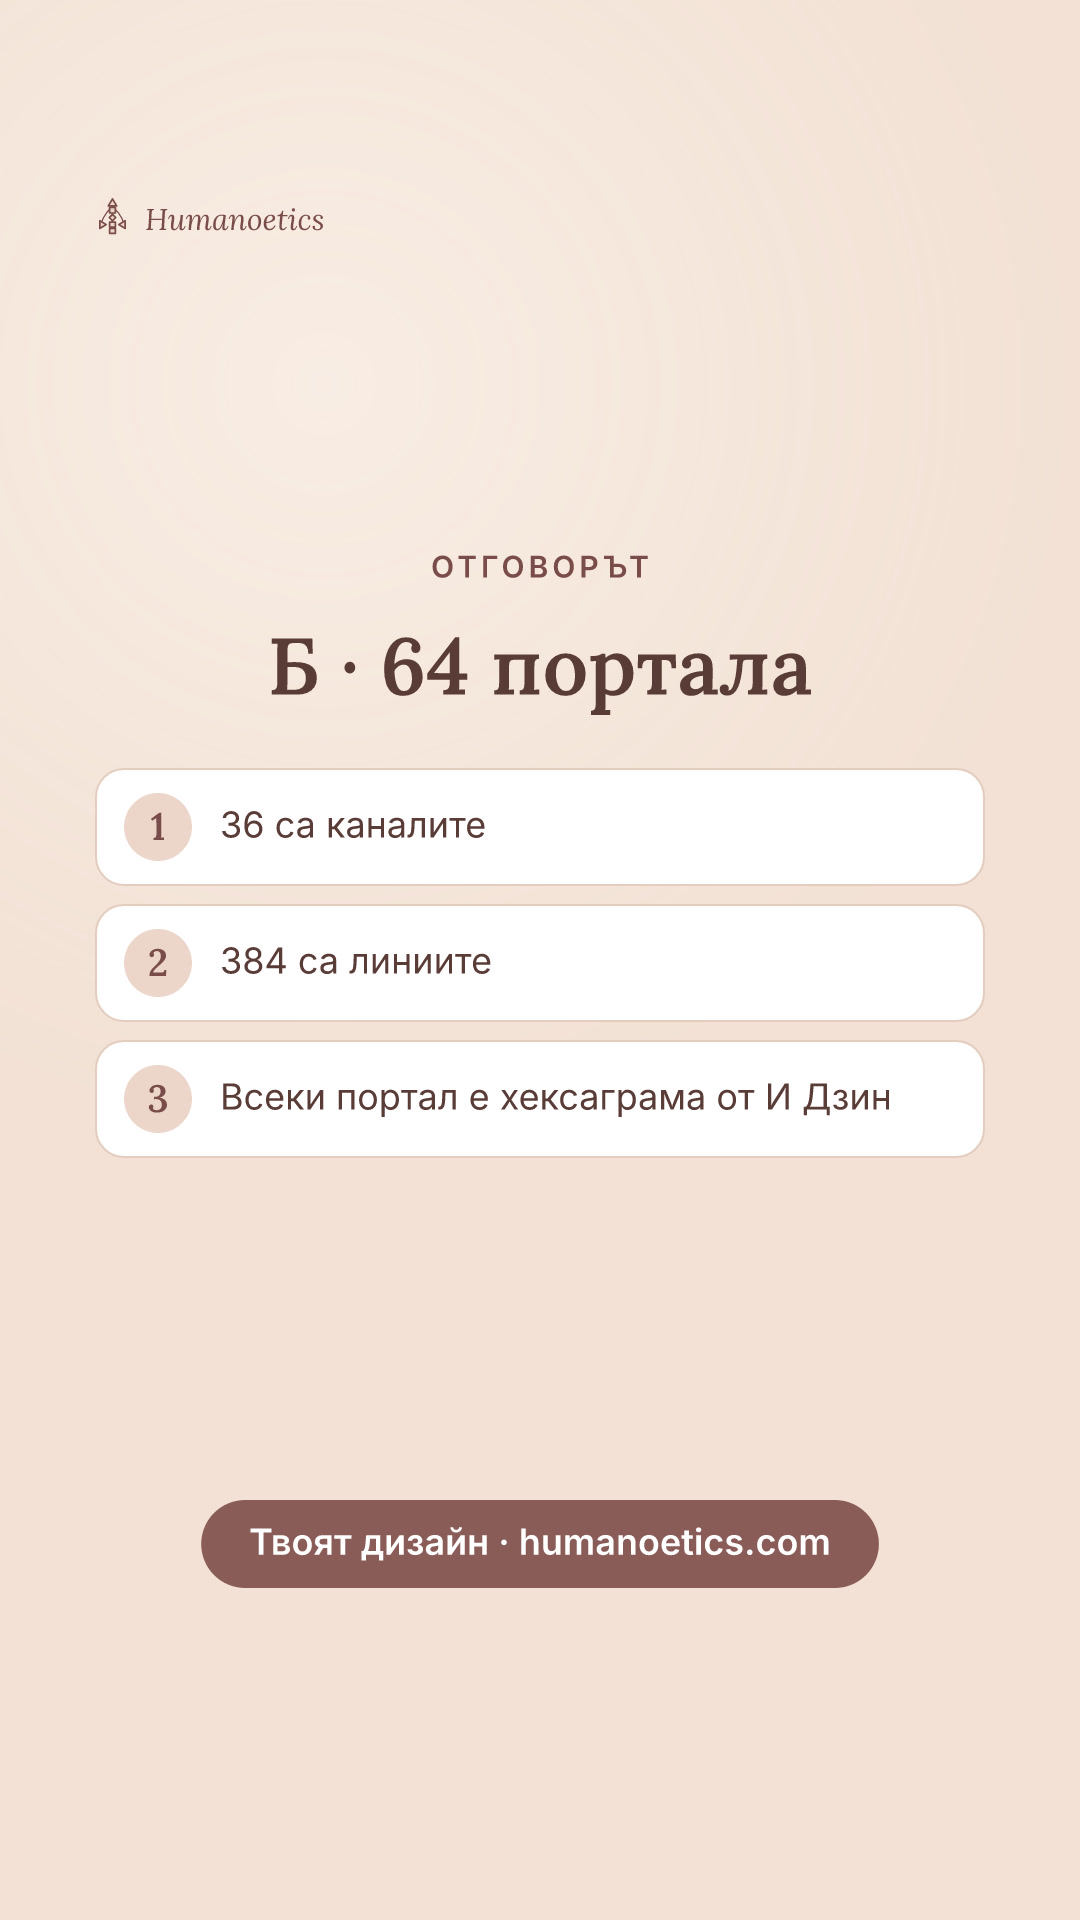 Humanoetics
ОТГОВОРЪТ
Б · 64 портала
1 36 са каналите
2 384 са линиите
3 Всеки портал е хексаграма от И Дзин
Твоят дизайн · humanoetics.com